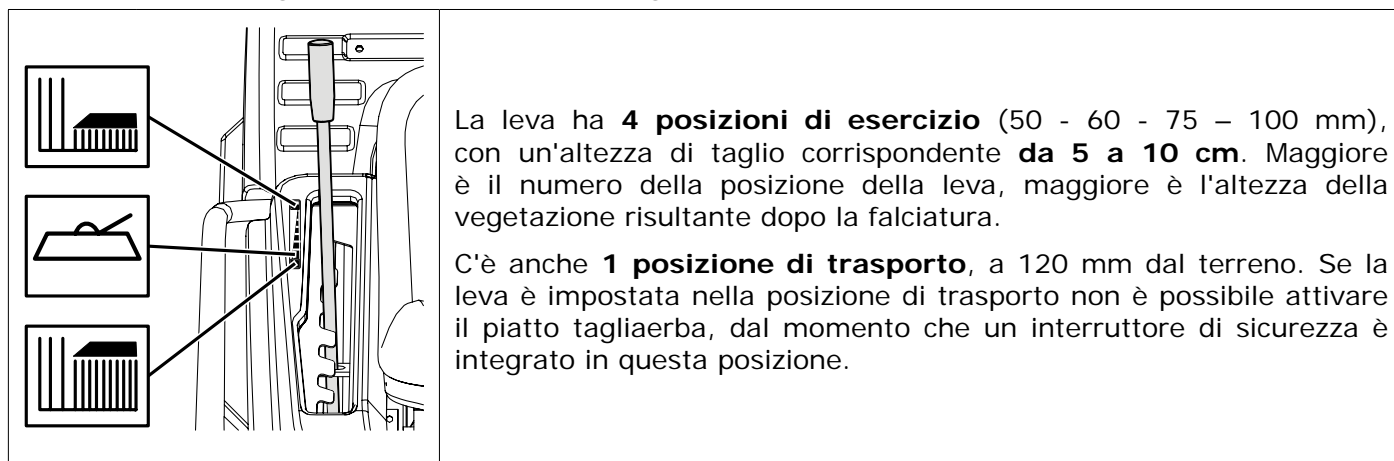 La leva ha 4 posizioni di esercizio (50 - 60 - 75 – 100 mm),
con un'altezza di taglio corrispondente da 5 a 10 cm. Maggiore
è il numero della posizione della leva, maggiore è l'altezza della
vegetazione risultante dopo la falciatura.
C'è anche 1 posizione di trasporto, a 120 mm dal terreno. Se la
leva è impostata nella posizione di trasporto non è possibile attivare
il piatto tagliaerba, dal momento che un interruttore di sicurezza è
integrato in questa posizione.